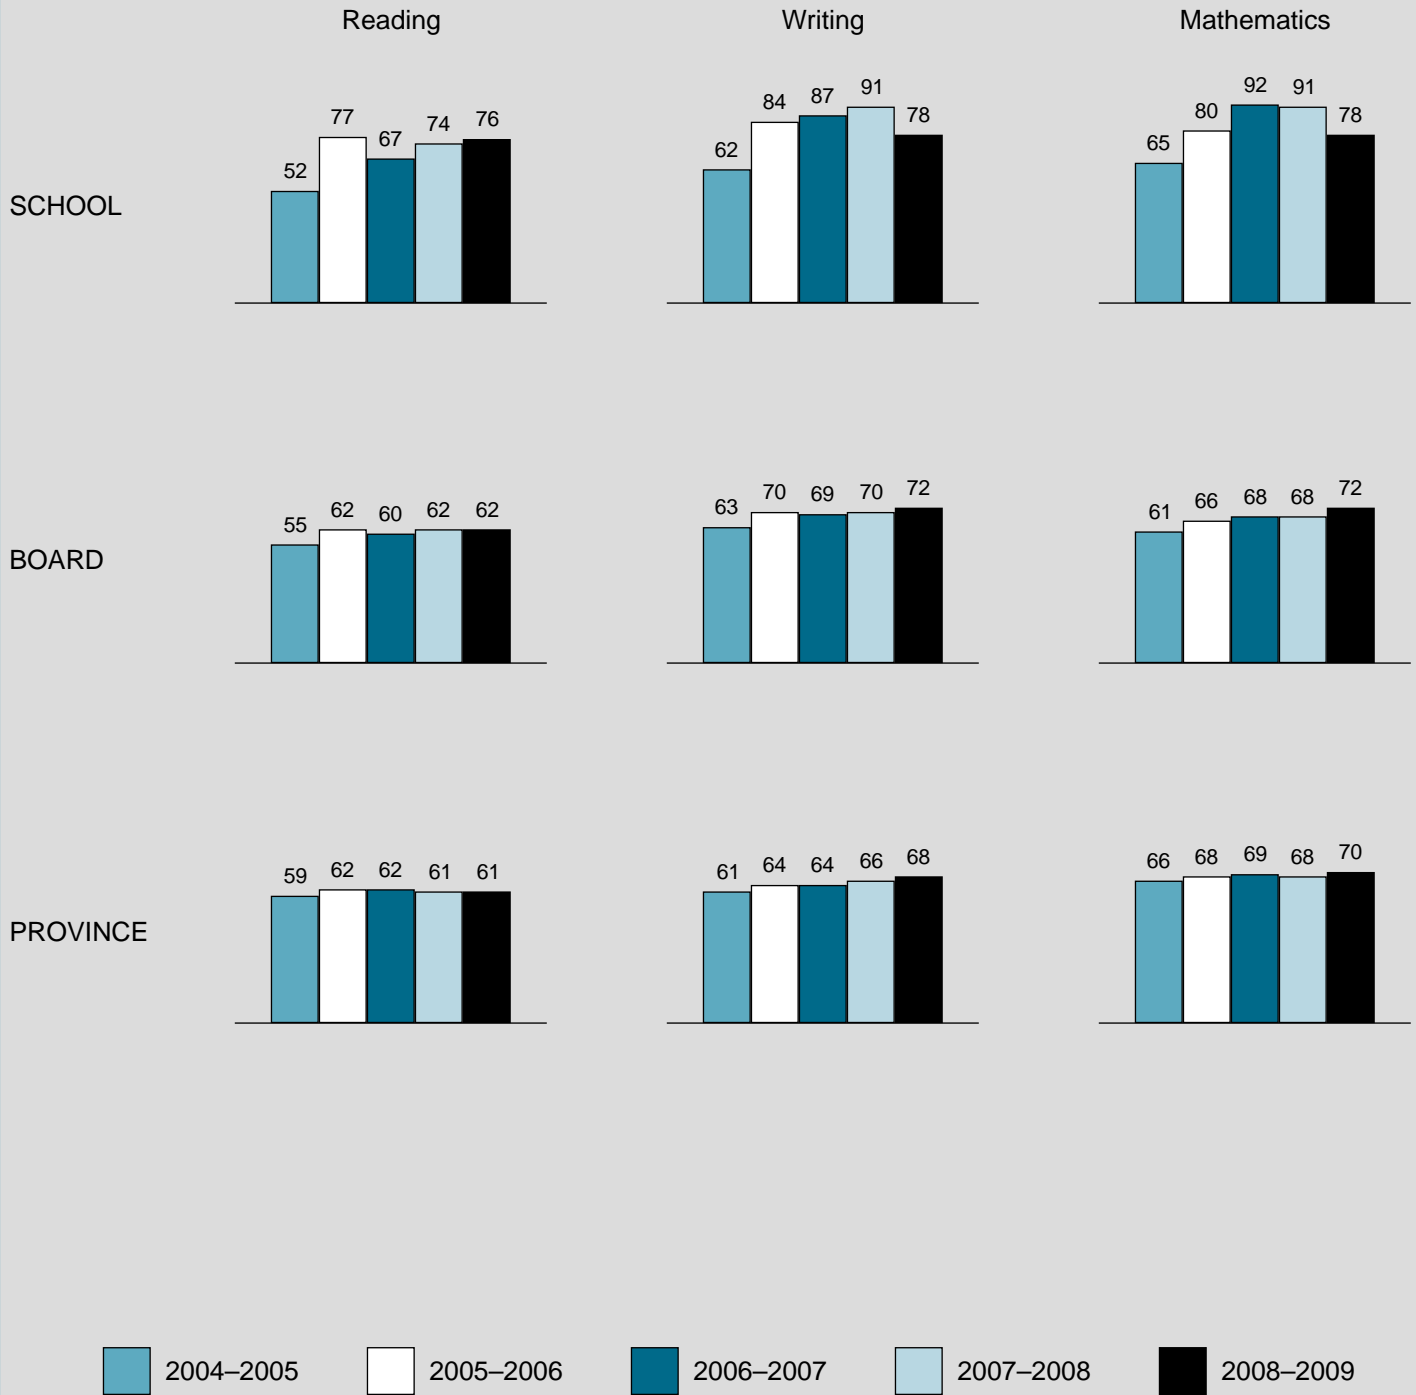 Reading Writing Mathematics
SCHOOL
52 77 67 74 76
62 84 87 91 78
65 80 92 91 78
BOARD
55 62 60 62 62
63 70 69 70 72
61 66 68 68 72
PROVINCE
59 62 62 61 61
61 64 64 66 68
66 68 69 68 70
2004–2005 2005–2006 2006–2007 2007–2008 2008–2009